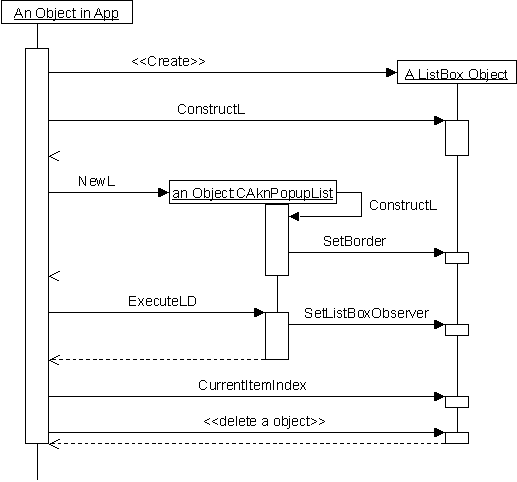 An Object in App
<<Create>>
A ListBox Object
ConstructL
NewL
an Object:CAknPopupList
ConstructL
SetBorder
ExecuteLD
SetListBoxObserver
CurrentItemIndex
<<delete a object>>